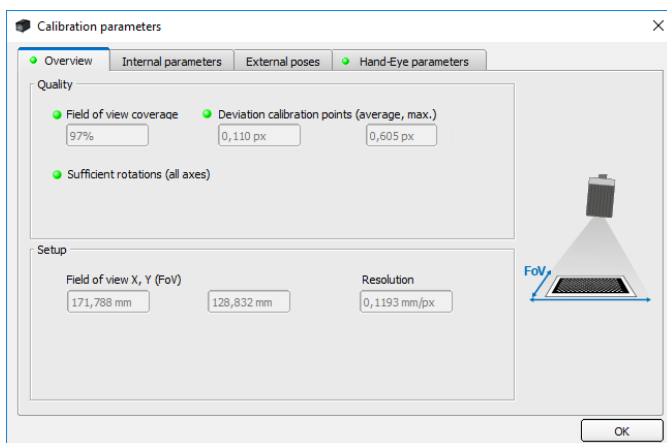 Calibration parameters
Overview Internal parameters External poses Hand-Eye parameters
Quality
Field of view coverage Deviation calibration points (average, max.)
97% 0,110 px 0,605 px
Sufficient rotations (all axes)
Setup
Field of view X, Y (FoV) Resolution
171,788 mm 128,832 mm 0,1193 mm/px
FoV
OK